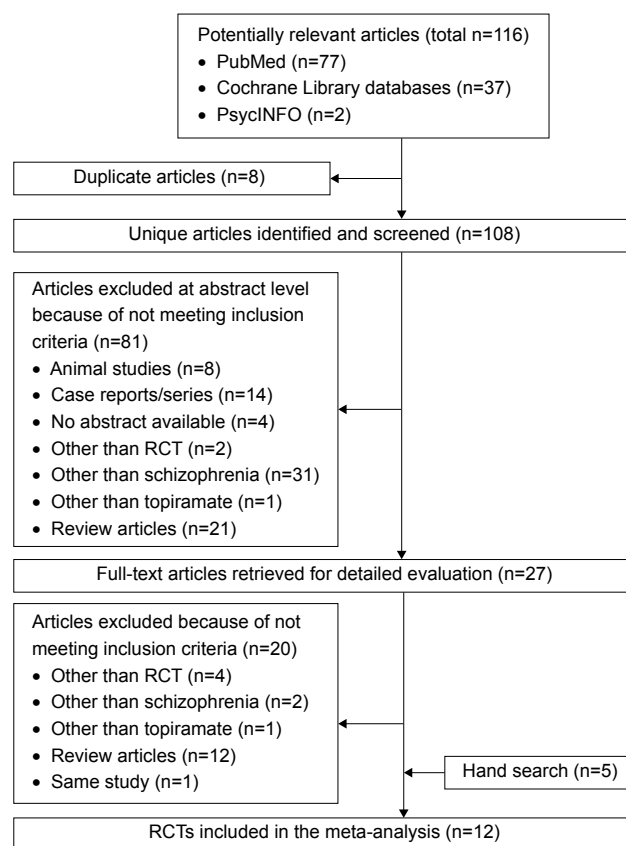 Potentially relevant articles (total n=116)
• PubMed (n=77)
• Cochrane Library databases (n=37)
• PsycINFO (n=2)
Duplicate articles (n=8)
Unique articles identified and screened (n=108)
Articles excluded at abstract level
because of not meeting inclusion
criteria (n=81)
• Animal studies (n=8)
• Case reports/series (n=14)
• No abstract available (n=4)
• Other than RCT (n=2)
• Other than schizophrenia (n=31)
• Other than topiramate (n=1)
• Review articles (n=21)
Full-text articles retrieved for detailed evaluation (n=27)
Articles excluded because of not
meeting inclusion criteria (n=20)
• Other than RCT (n=4)
• Other than schizophrenia (n=2)
• Other than topiramate (n=1)
• Review articles (n=12)
• Same study (n=1)
Hand search (n=5)
RCTs included in the meta-analysis (n=12)